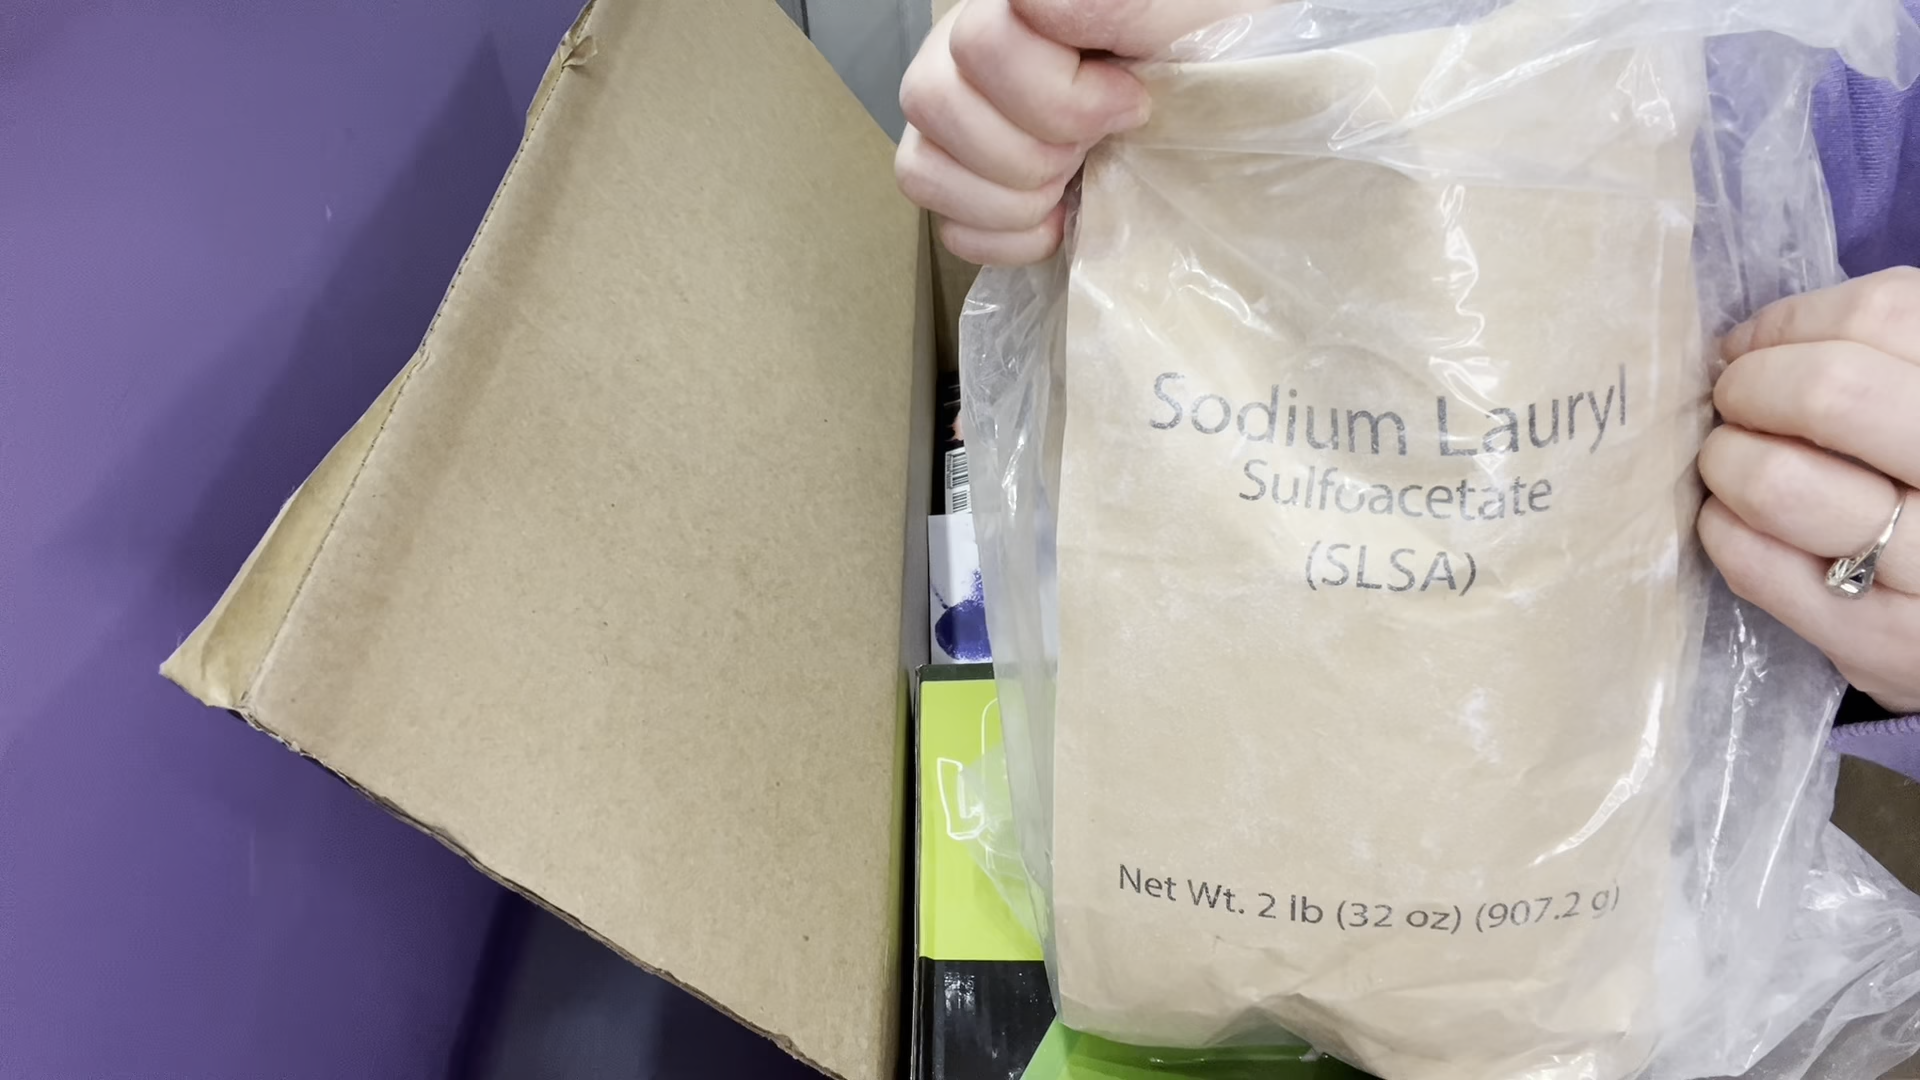 Sodium Lauryl
Sulfoacetate
(SLSA)
Net Wt. 2 lb (32 oz) (907.2 g)